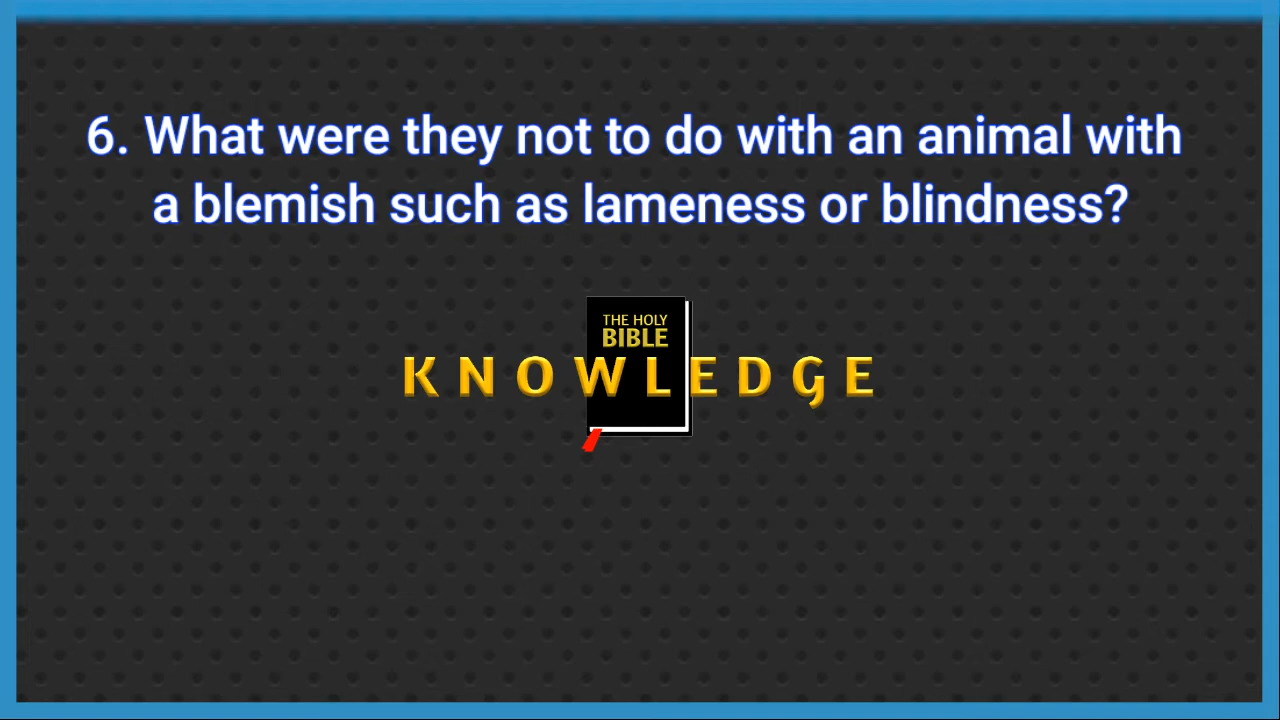 6. What were they not to do with an animal with
a blemish such as lameness or blindness?
THE HOLY
BIBLE
KNOWLEDGE